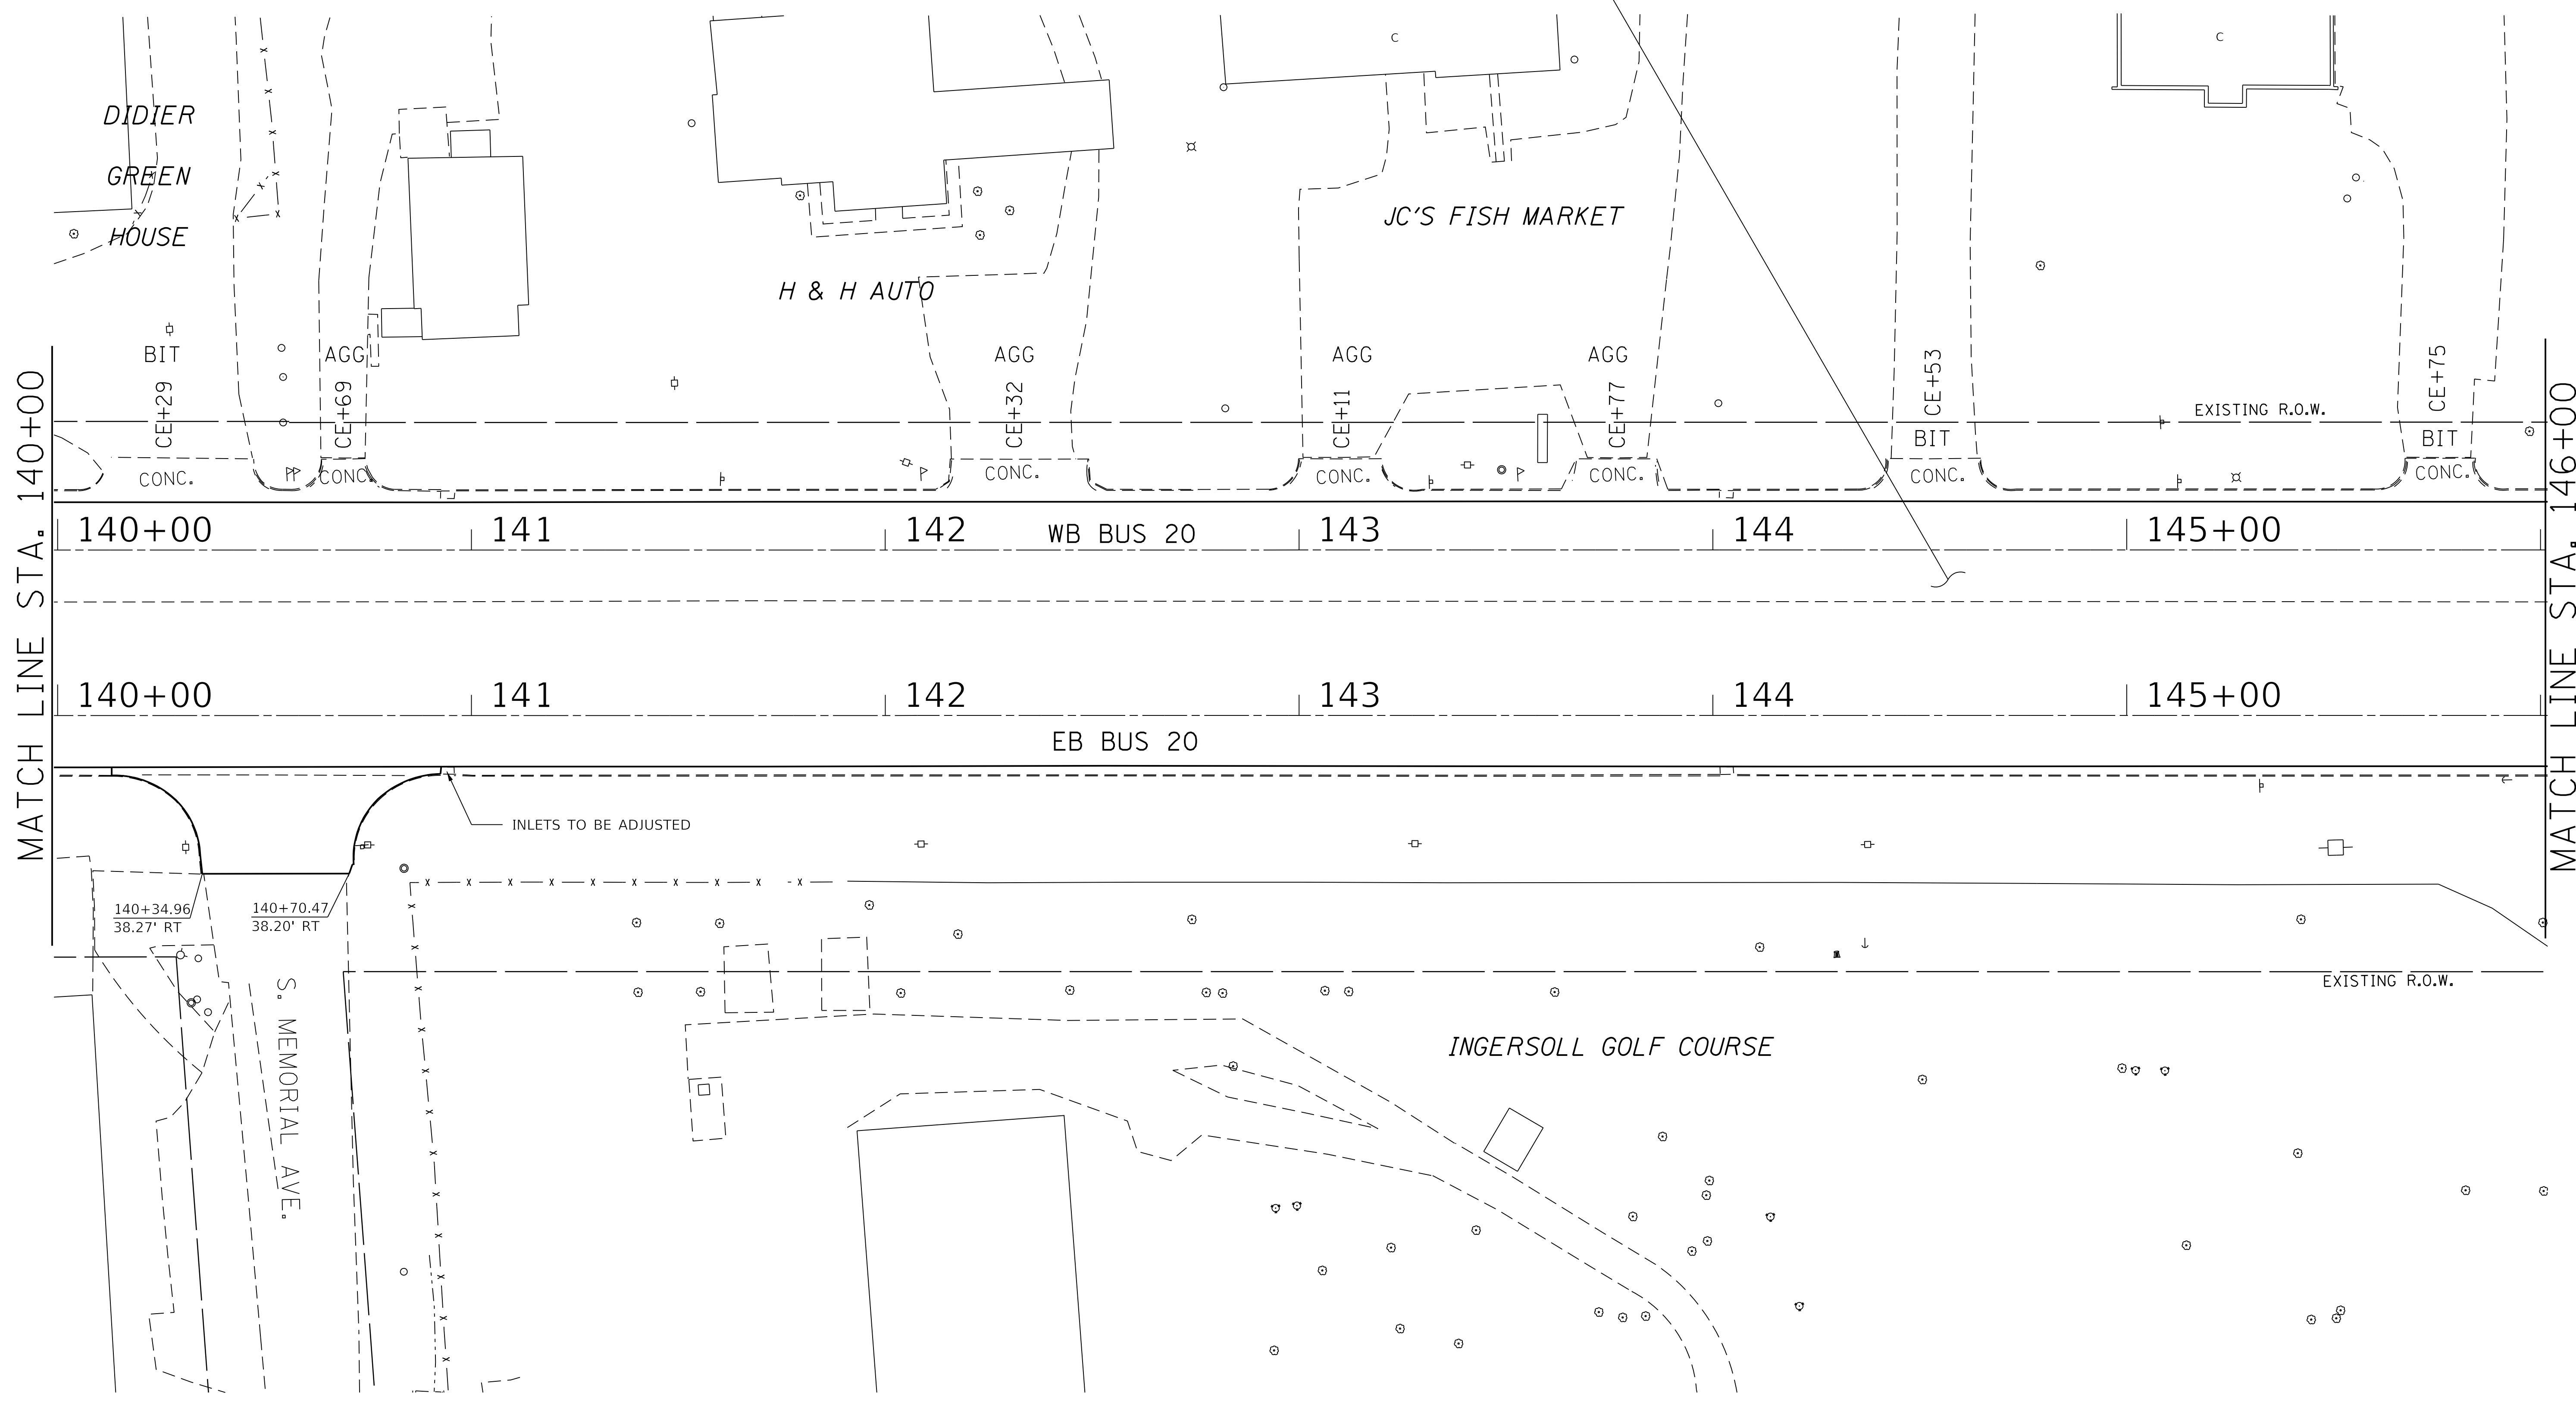 C
C
DIDIER
GREEN
HOUSE
JC'S FISH MARKET
H & H AUTO
BIT
AGG
AGG
AGG
AGG
CE+29
CE+69
CE+32
CE+11
CE+77
CE+53
CE+75
EXISTING R.O.W.
BIT
BIT
CONC.
CONC.
CONC.
CONC.
CONC.
CONC.
CONC.
MATCH LINE STA. 140+00
MATCH LINE STA. 146+00
140+00
141
142
WB BUS 20
143
144
145+00
140+00
141
142
143
144
145+00
EB BUS 20
INLETS TO BE ADJUSTED
140+34.96
38.27' RT
140+70.47
38.20' RT
S. MEMORIAL AVE.
EXISTING R.O.W.
INGERSOLL GOLF COURSE